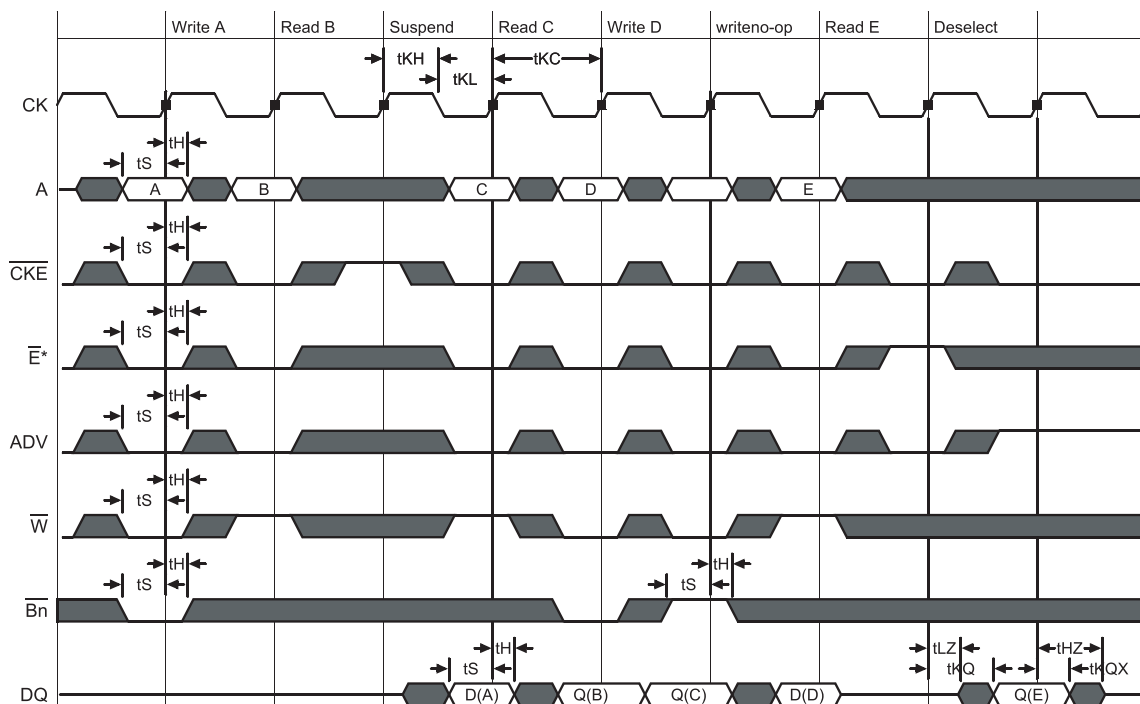 Write A Read B Suspend Read C Write D writeno-op Read E Deselect
tKH tKC
tKL
CK
tH
tS
A A B C D E
tH
tS
CKE
tH
tS
E*
tH
tS
ADV
tH
tS
W
tH tH
tS tS
Bn
tH tLZ tHZ
tS tKQ tKQX
DQ D(A) Q(B) Q(C) D(D) Q(E)